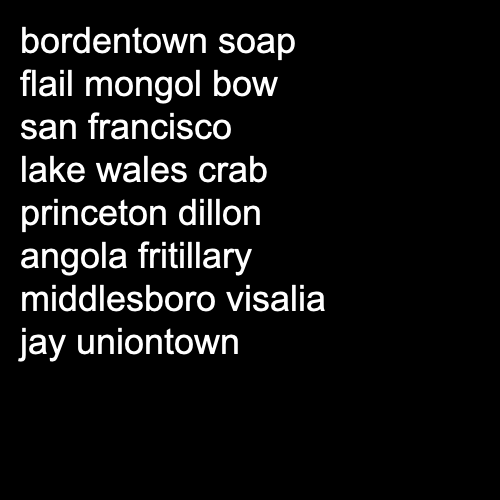 bordentown soap
flail mongol bow
san francisco
lake wales crab
princeton dillon
angola fritillary
middlesboro visalia
jay uniontown